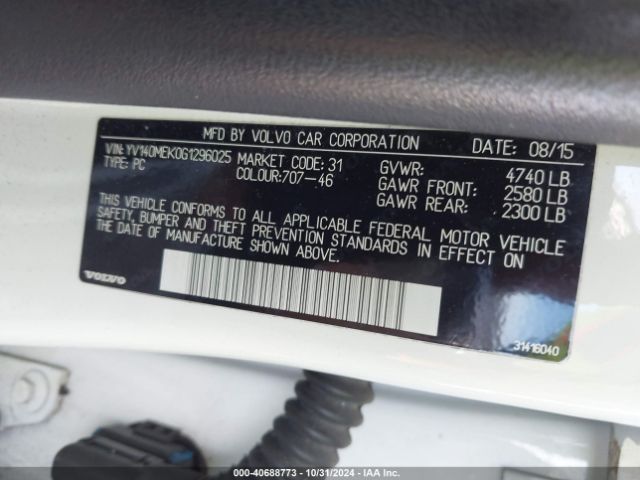 MFD BY VOLVO CAR CORPORATION DATE: 08/15
VIN: YV140MEK0G1296025 MARKET CODE: 31 GVWR: 4740 LB
TYPE: PC COLOUR:707-46 GAWR FRONT: 2580 LB
GAWR REAR: 2300 LB
THIS VEHICLE CONFORMS TO ALL APPLICABLE FEDERAL MOTOR VEHICLE
SAFETY, BUMPER AND THEFT PREVENTION STANDARDS IN EFFECT ON
THE DATE OF MANUFACTURE SHOWN ABOVE.
VOLVO
31416040
Stock ID = 40688773 - 10/31/2024 - IAA Inc.